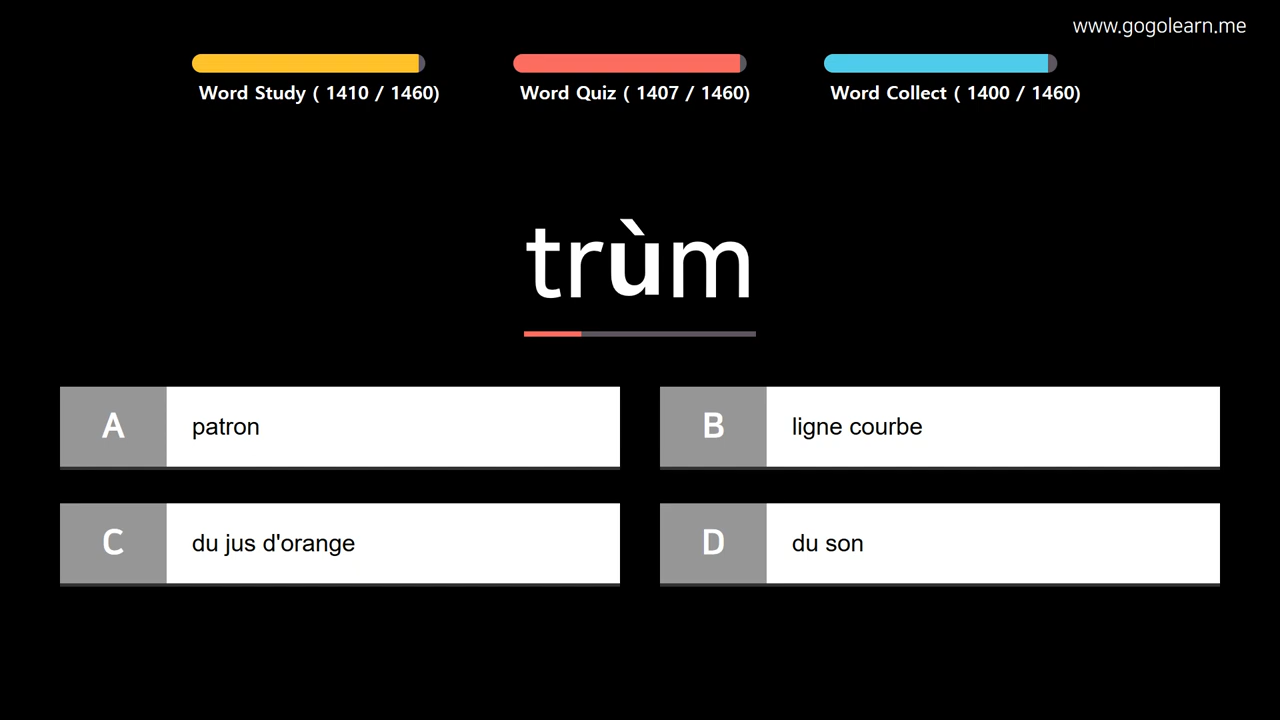 www.gogolearn.me
Word Study ( 1410 / 1460)
Word Quiz ( 1407 / 1460)
Word Collect ( 1400 / 1460)
trùm
A patron
B ligne courbe
C du jus d'orange
D du son